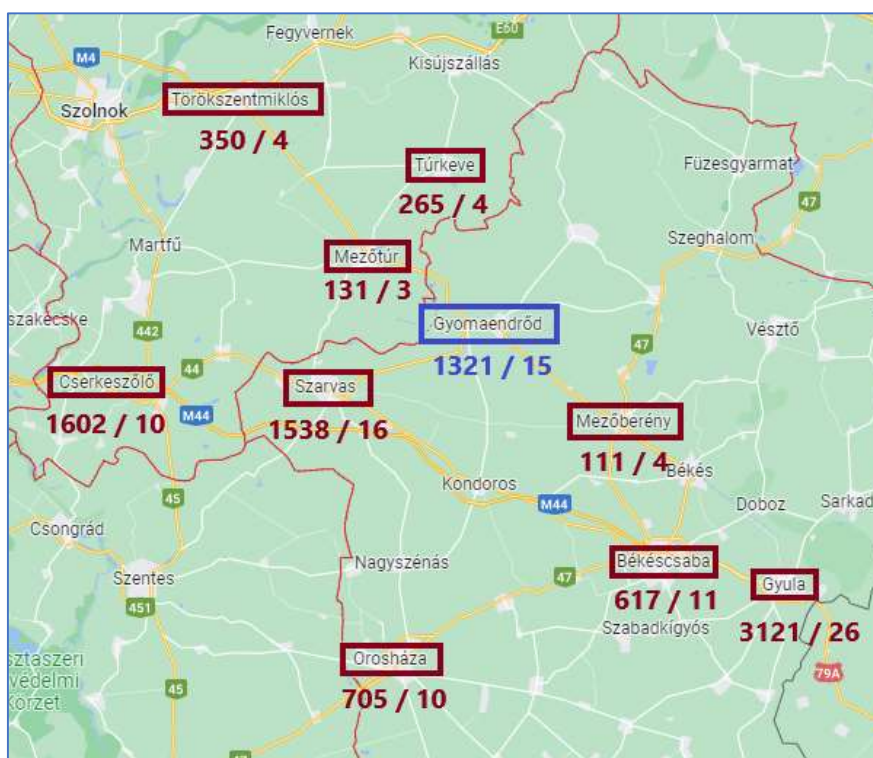 Fegyvernek
E60
Kisújszállás
M4
Szolnok
Törökszentmiklós
350 / 4
Túrkeve
265 / 4
Füzesgyarmat
47
Martfű
Szeghalom
Mezőtúr
131 / 3
szakécske
442
Gyomaendrőd
1321 / 15
Vésztő
47
44
Cserkeszőlő
1602 / 10
Szarvas
1538 / 16
M44
Mezőberény
111 / 4
Békés
Kondoros
45
M44
Doboz
Sarkad
Csongrád
Nagyszénás
Békéscsaba
617 / 11
Szentes
47
Gyula
3121 / 26
451
Szabadkígyós
Orosháza
705 / 10
sztaszeri
védelmi
körzet
45
79A
47